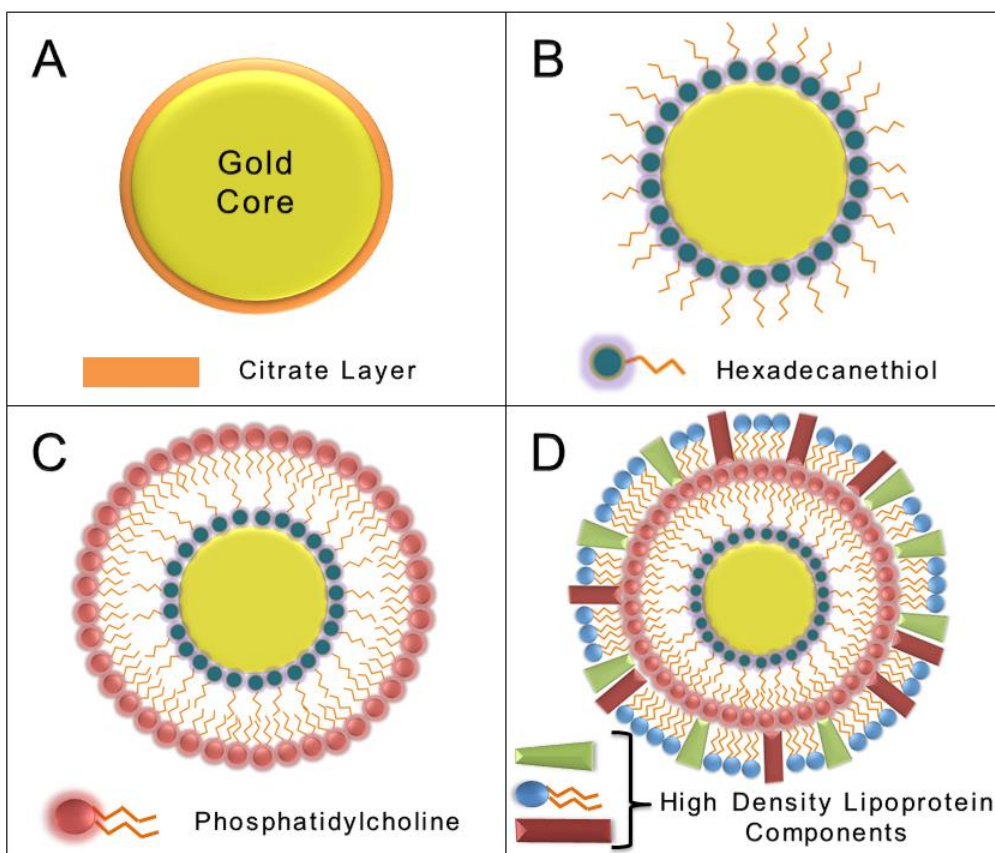 A
Gold
Core
Citrate Layer
B
Hexadecanethiol
C
Phosphatidylcholine
D
High Density Lipoprotein
Components